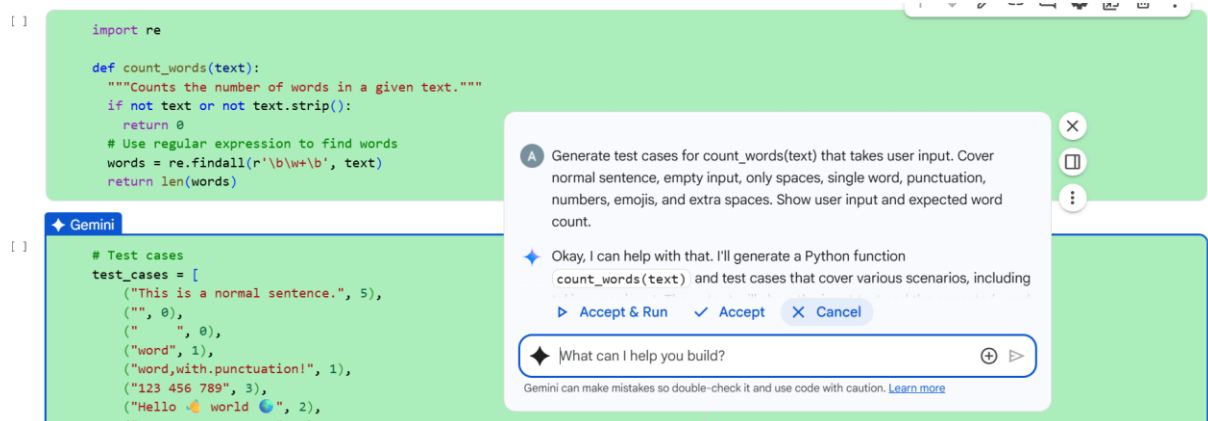 [ ]
import re
def count_words(text):
"""Counts the number of words in a given text."""
if not text or not text.strip():
return 0
# Use regular expression to find words
words = re.findall(r'\b\w+\b', text)
return len(words)
Gemini
[ ]
# Test cases
test_cases = [
("This is a normal sentence.", 5),
("", 0),
("     ", 0),
("word", 1),
("word,with.punctuation!", 1),
("123 456 789", 3),
("Hello 👋 world 🌍", 2),
A
Generate test cases for count_words(text) that takes user input. Cover
normal sentence, empty input, only spaces, single word, punctuation,
numbers, emojis, and extra spaces. Show user input and expected word
count.
Okay, I can help with that. I'll generate a Python function
count_words(text) and test cases that cover various scenarios, including
Accept & Run Accept Cancel
What can I help you build?
Gemini can make mistakes so double-check it and use code with caution. Learn more